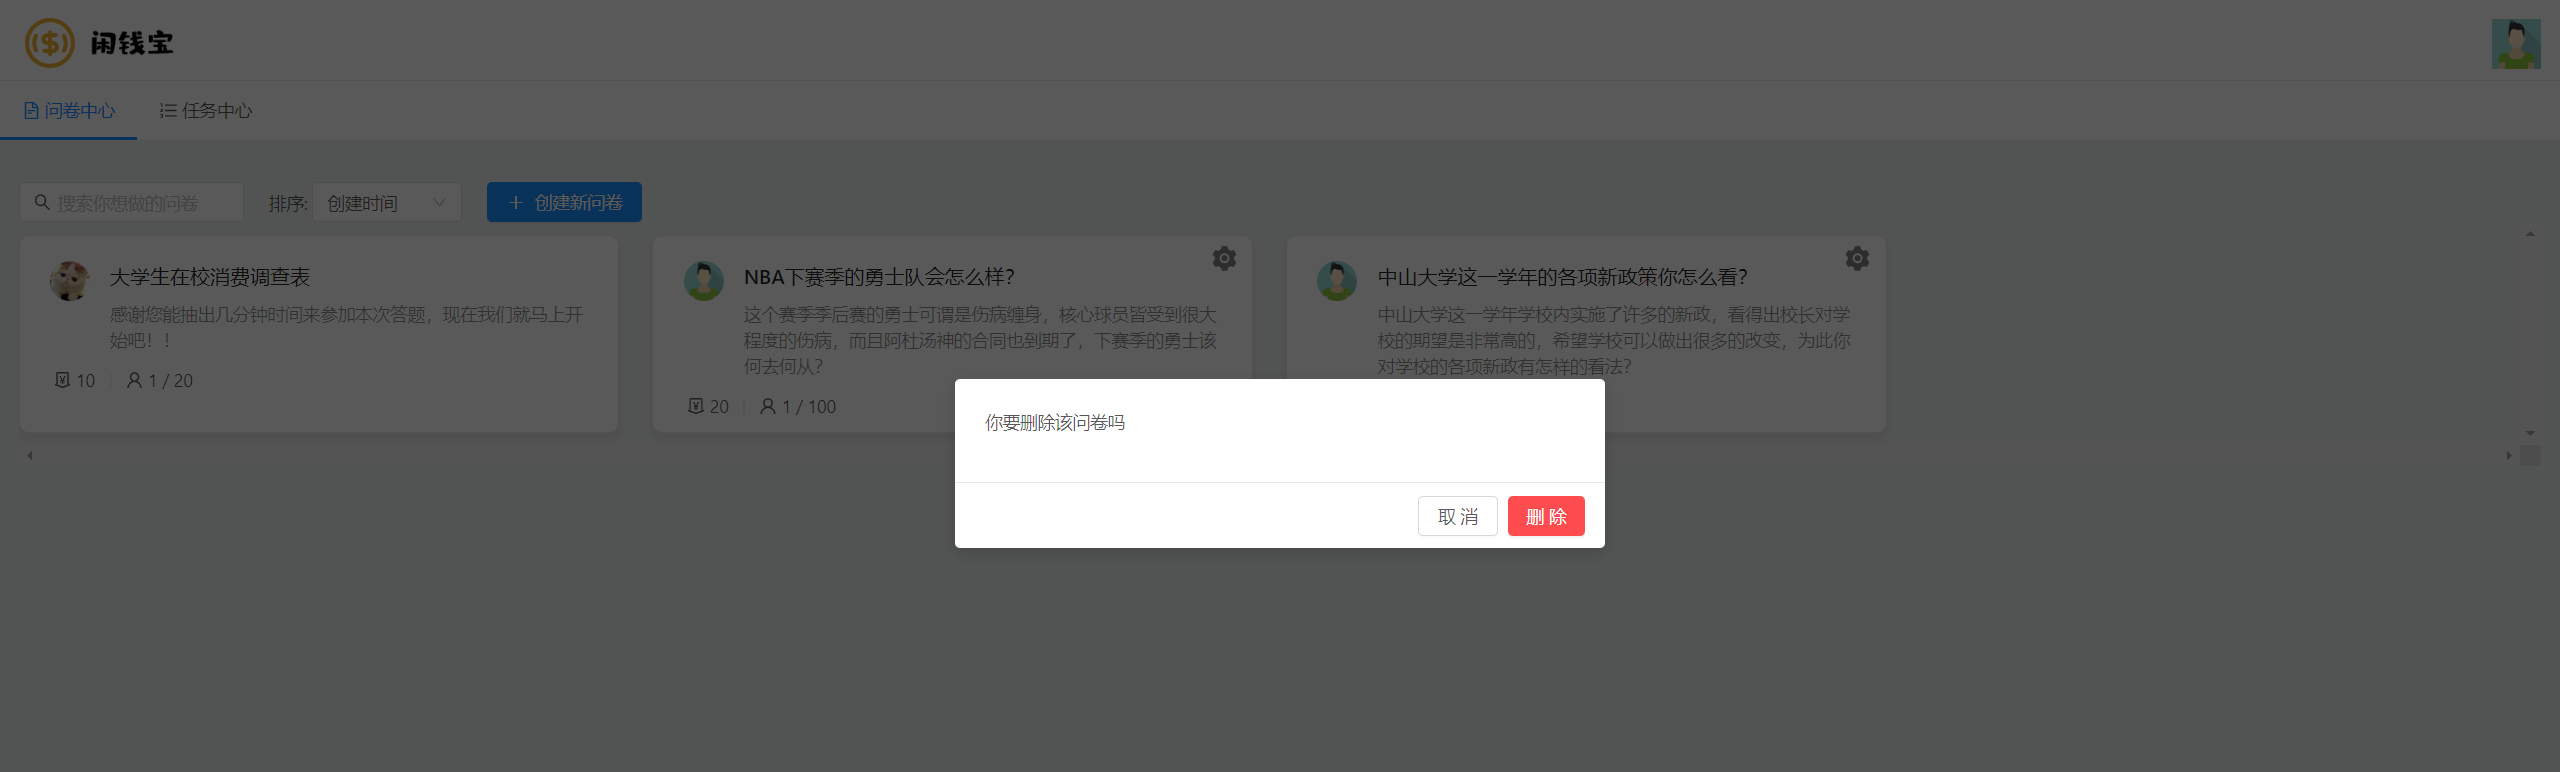 闲钱宝
问卷中心
任务中心
搜索你想做的问卷
排序:
创建时间
创建新问卷
大学生在校消费调查表
感谢您能抽出几分钟时间来参加本次答题，现在我们就马上开
始吧！！
10
1 / 20
NBA下赛季的勇士队会怎么样？
这个赛季季后赛的勇士可谓是伤病缠身，核心球员皆受到很大
程度的伤病，而且阿杜汤神的合同也到期了，下赛季的勇士该
何去何从？
20
1 / 100
中山大学这一学年的各项新政策你怎么看？
中山大学这一学年学校内实施了许多的新政，看得出校长对学
校的期望是非常高的，希望学校可以做出很多的改变，为此你
对学校的各项新政有怎样的看法？
你要删除该问卷吗
取 消
删 除